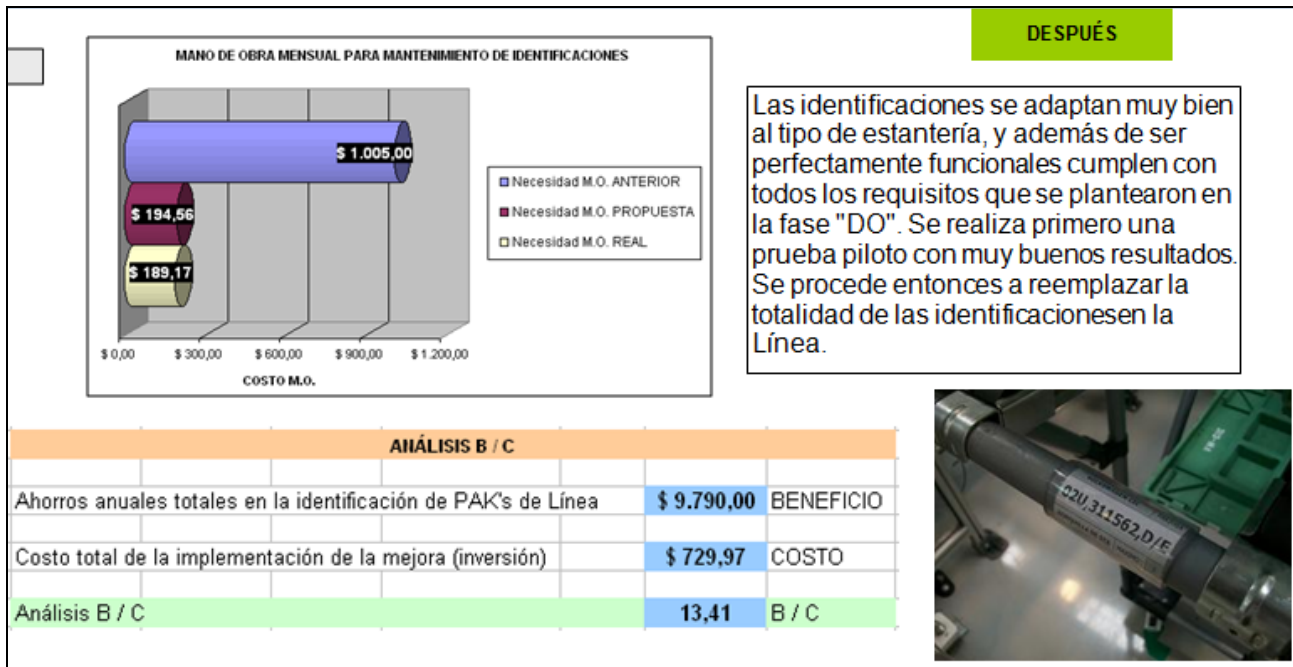 DESPUÉS
MANO DE OBRA MENSUAL PARA MANTENIMIENTO DE IDENTIFICACIONES
$ 1.005,00
$ 194,56
$ 189,17
Necesidad M.O. ANTERIOR
Necesidad M.O. PROPUESTA
Necesidad M.O. REAL
$ 0,00 $ 300,00 $ 600,00 $ 900,00 $ 1.200,00
COSTO M.O.
Las identificaciones se adaptan muy bien
al tipo de estantería, y además de ser
perfectamente funcionales cumplen con
todos los requisitos que se plantearon en
la fase "DO". Se realiza primero una
prueba piloto con muy buenos resultados.
Se procede entonces a reemplazar la
totalidad de las identificacionesen la
Línea.
ANÁLISIS B / C
Ahorros anuales totales en la identificación de PAK's de Línea $ 9.790,00 BENEFICIO
Costo total de la implementación de la mejora (inversión) $ 729,97 COSTO
Análisis B / C 13,41 B / C
02U,311562,D/E